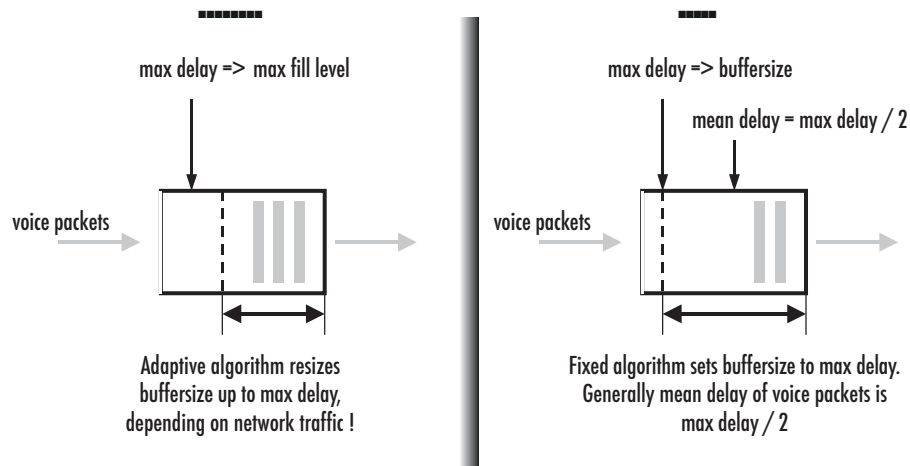 max delay => max fill level
voice packets
Adaptive algorithm resizes
buffersize up to max delay,
depending on network traffic !
max delay => buffersize
mean delay = max delay / 2
voice packets
Fixed algorithm sets buffersize to max delay.
Generally mean delay of voice packets is
max delay / 2